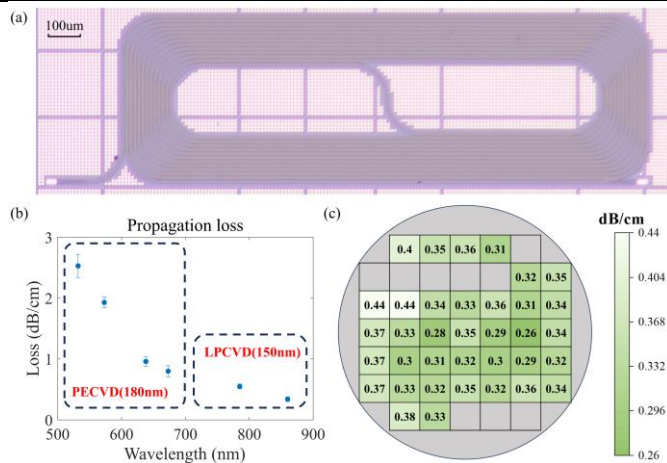 (a)
100um
(b)
Propagation loss
3
2
1
0
Loss (dB/cm)
PECVD(180nm)
LPCVD(150nm)
500 600 700 800 900
Wavelength (nm)
(c)
0.4 0.35 0.36 0.31
0.32 0.35
0.44 0.44 0.34 0.33 0.36 0.31 0.34
0.37 0.33 0.28 0.35 0.29 0.26 0.34
0.37 0.3 0.31 0.32 0.3 0.29 0.32
0.37 0.33 0.32 0.35 0.32 0.36 0.34
0.38 0.33
dB/cm
0.44
0.404
0.368
0.332
0.296
0.26